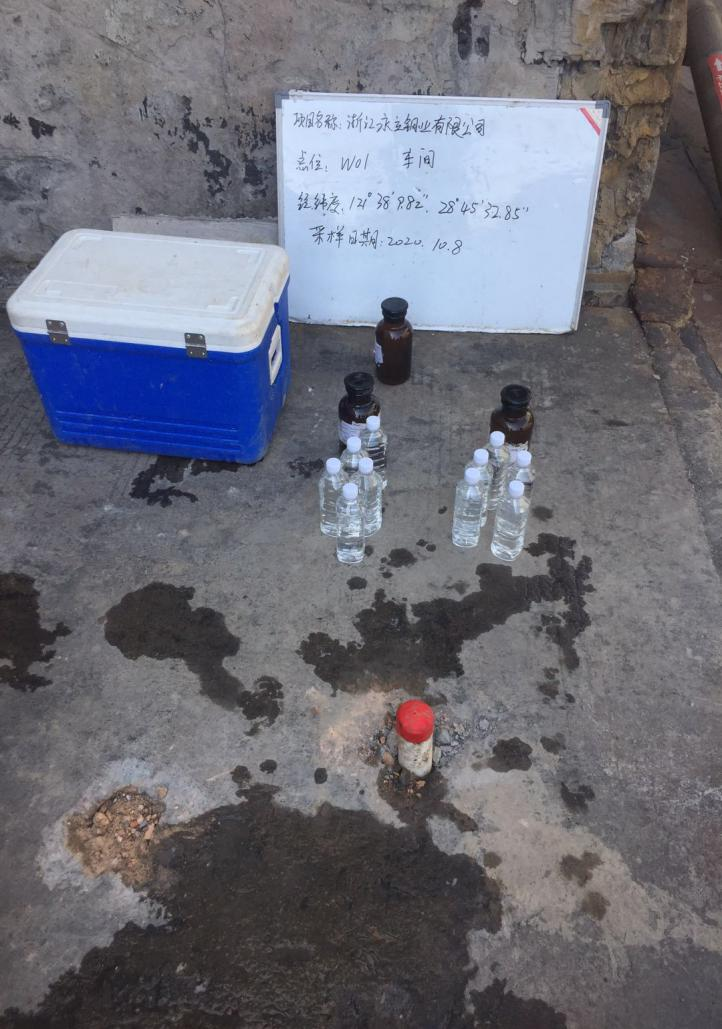 项目名称: 浙江永立铜业有限公司
点位: W01 车间
经纬度: 121°38'9.82", 28°45'32.85"
采样日期: 2020. 10.8